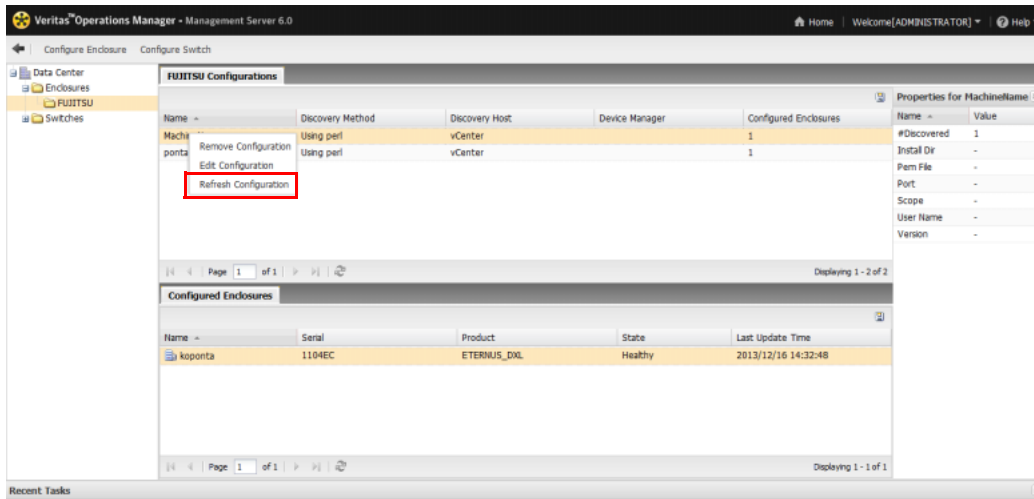 Veritas™Operations Manager - Management Server 6.0
Home Welcome[ADMINISTRATOR] Help
Configure Enclosure Configure Switch
Data Center
Enclosures
FUJITSU
Switches
FUJITSU Configurations
Name Discovery Method Discovery Host Device Manager Configured Enclosures
Using perl vCenter 1
ponta Using perl vCenter 1
Remove Configuration
Edit Configuration
Refresh Configuration
Page 1 of 1 Displaying 1 - 2 of 2
Properties for MachineName
Name Value
#Discovered 1
Install Dir -
Pem File -
Port -
Scope -
User Name -
Version -
Configured Enclosures
Name Serial Product State Last Update Time
koponta 1104EC ETERNUS_DXL Healthy 2013/12/16 14:32:48
Page 1 of 1 Displaying 1 - 1 of 1
Recent Tasks